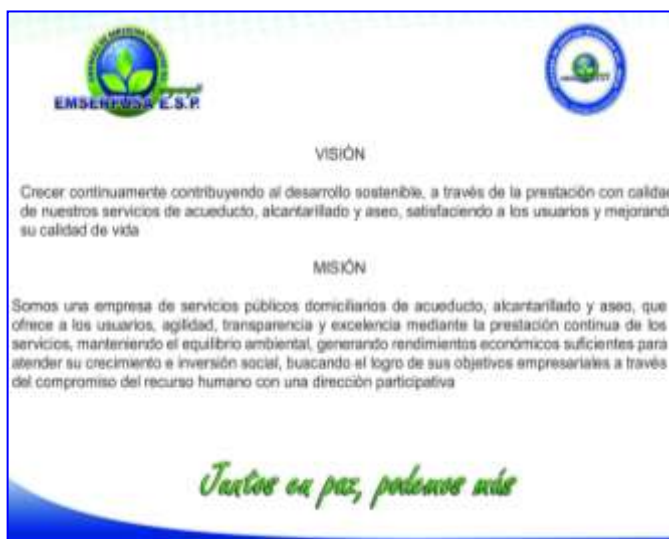 EMSERFUSA E.S.P.
VISIÓN
Crecer continuamente contribuyendo al desarrollo sostenible, a través de la prestación con calidad
de nuestros servicios de acueducto, alcantarillado y aseo, satisfaciendo a los usuarios y mejorando
su calidad de vida
MISIÓN
Somos una empresa de servicios públicos domiciliarios de acueducto, alcantarillado y aseo, que
ofrece a los usuarios, agilidad, transparencia y excelencia mediante la prestación continua de los
servicios, manteniendo el equilibrio ambiental, generando rendimientos económicos suficientes para
atender su crecimiento e inversión social, buscando el logro de sus objetivos empresariales a través
del compromiso del recurso humano con una dirección participativa
Juntos en paz, podemos más